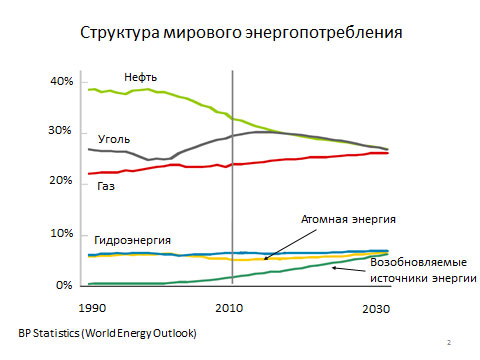 Структура мирового энергопотребления
40%
Нефть
30%
Уголь
20%
Газ
Атомная энергия
10%
Гидроэнергия
Возобновляемые
источники энергии
0%
1990
2010
2030
BP Statistics (World Energy Outlook)
2